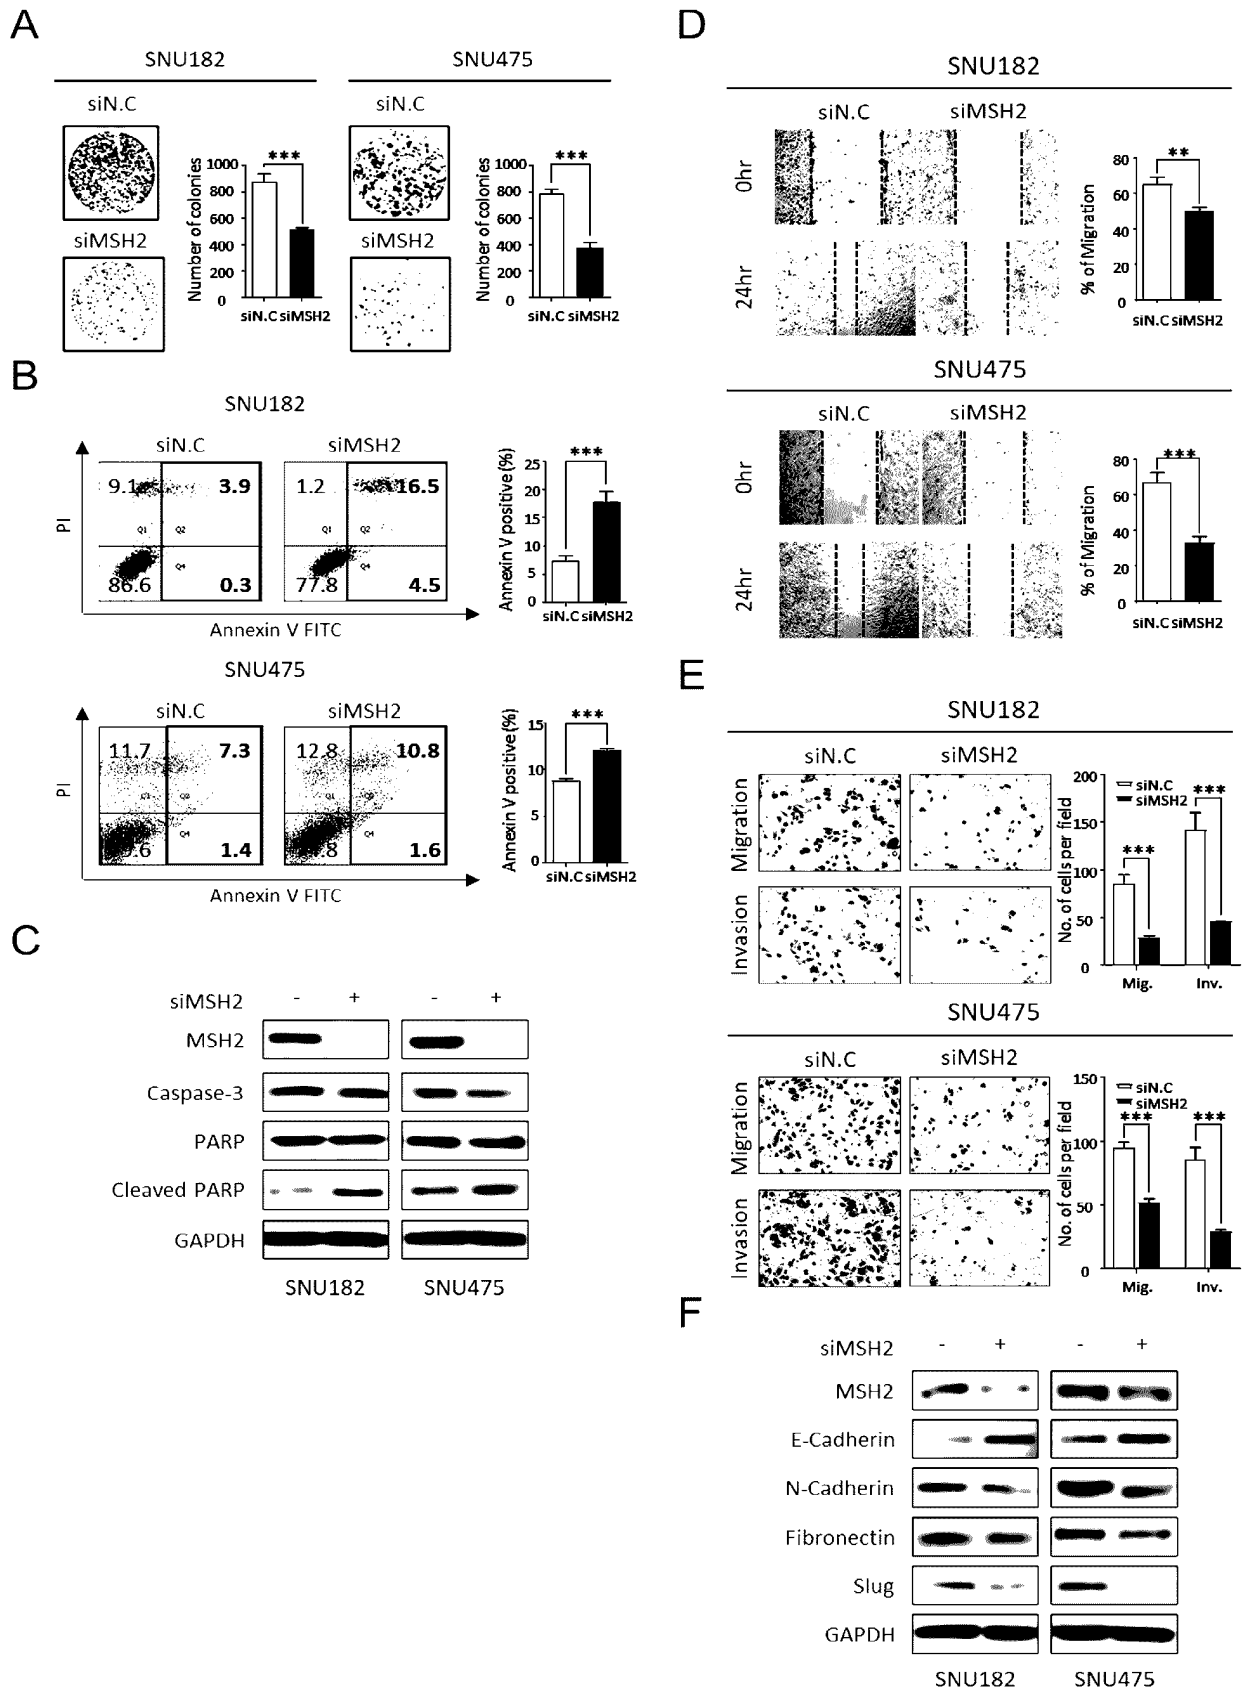 A
SNU182
SNU475
siN.C
siN.C
siMSH2
siMSH2
Number of colonies
1000
800
600
400
200
0
***
siN.C siMSH2
Number of colonies
1000
800
600
400
200
0
***
siN.C siMSH2
B
SNU182
siN.C
siMSH2
PI
9.1
3.9
Q1
Q2
Q4
86.6
0.3
1.2
16.5
Q1
Q2
Q4
77.8
4.5
Annexin V FITC
Annexin V positive (%)
25
20
15
10
5
0
***
siN.C siMSH2
SNU475
siN.C
siMSH2
PI
11.7
7.3
Q4
1.4
12.8
10.8
Q4
1.6
Annexin V FITC
Annexin V positive (%)
15
10
5
0
***
siN.C siMSH2
C
siMSH2 - + - +
MSH2
Caspase-3
PARP
Cleaved PARP
GAPDH
SNU182 SNU475
D
SNU182
siN.C
siMSH2
0hr
24hr
% of Migration
80
60
40
20
0
**
siN.C siMSH2
SNU475
siN.C
siMSH2
0hr
24hr
% of Migration
80
60
40
20
0
***
siN.C siMSH2
E
SNU182
siN.C
siMSH2
Migration
Invasion
No. of cells per field
200
150
100
50
0
siN.C
siMSH2
***
***
Mig. Inv.
SNU475
siN.C
siMSH2
Migration
Invasion
No. of cells per field
150
100
50
0
siN.C
siMSH2
***
***
Mig. Inv.
F
siMSH2 - + - +
MSH2
E-Cadherin
N-Cadherin
Fibronectin
Slug
GAPDH
SNU182 SNU475